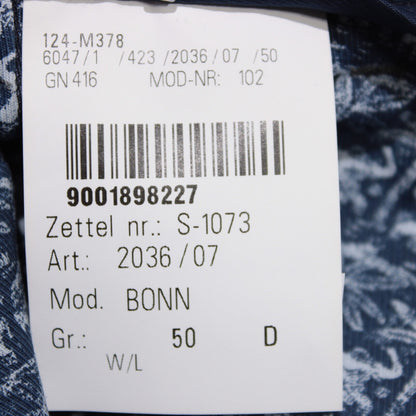 124-M378
6047/1 /423 /2036 /07 /50
GN 416 MOD-NR: 102
9001898227
Zettel nr.: S-1073
Art.: 2036/07
Mod. BONN
Gr.: 50 D
W/L